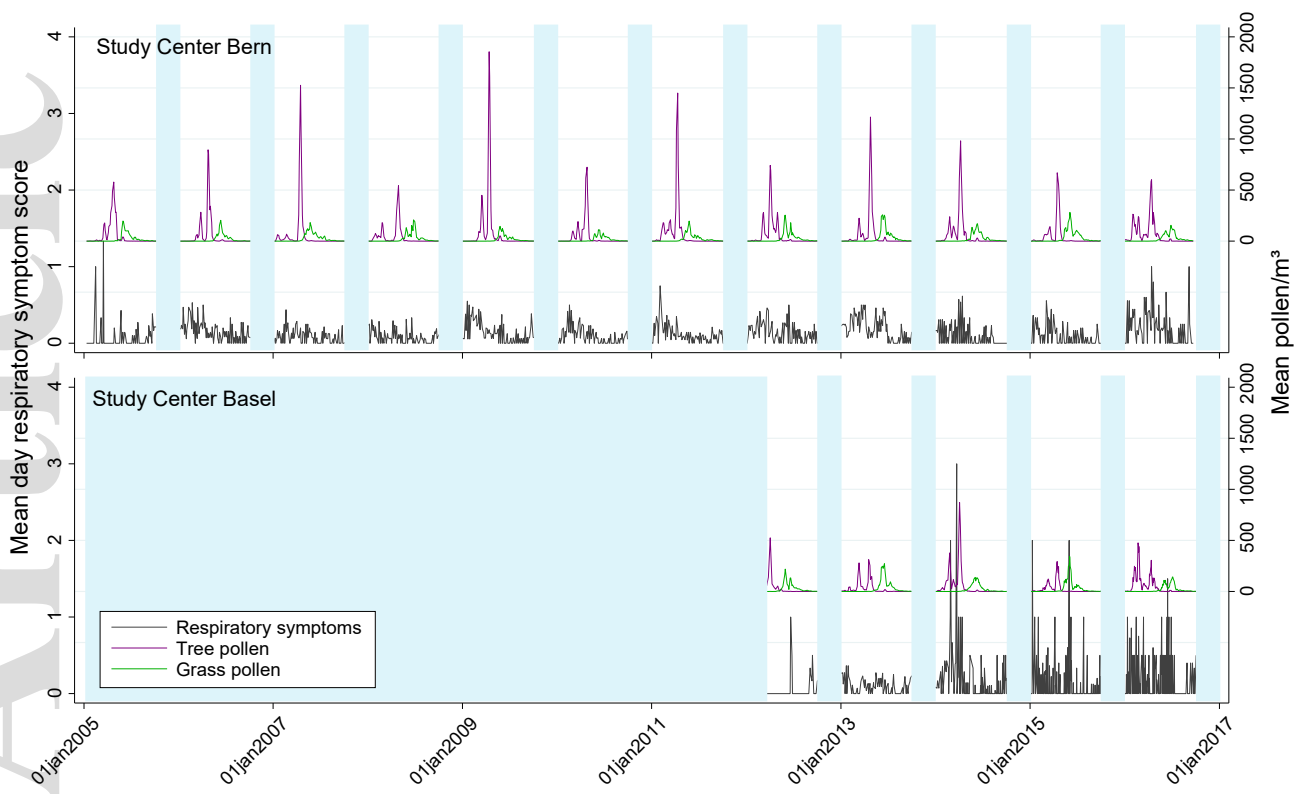 Study Center Bern
4
3
2
1
0
2000
1500
1000
500
0
Mean day respiratory symptom score
Mean pollen/m³
Study Center Basel
4
3
2
1
0
2000
1500
1000
500
0
Respiratory symptoms
Tree pollen
Grass pollen
01jan2005
01jan2007
01jan2009
01jan2011
01jan2013
01jan2015
01jan2017